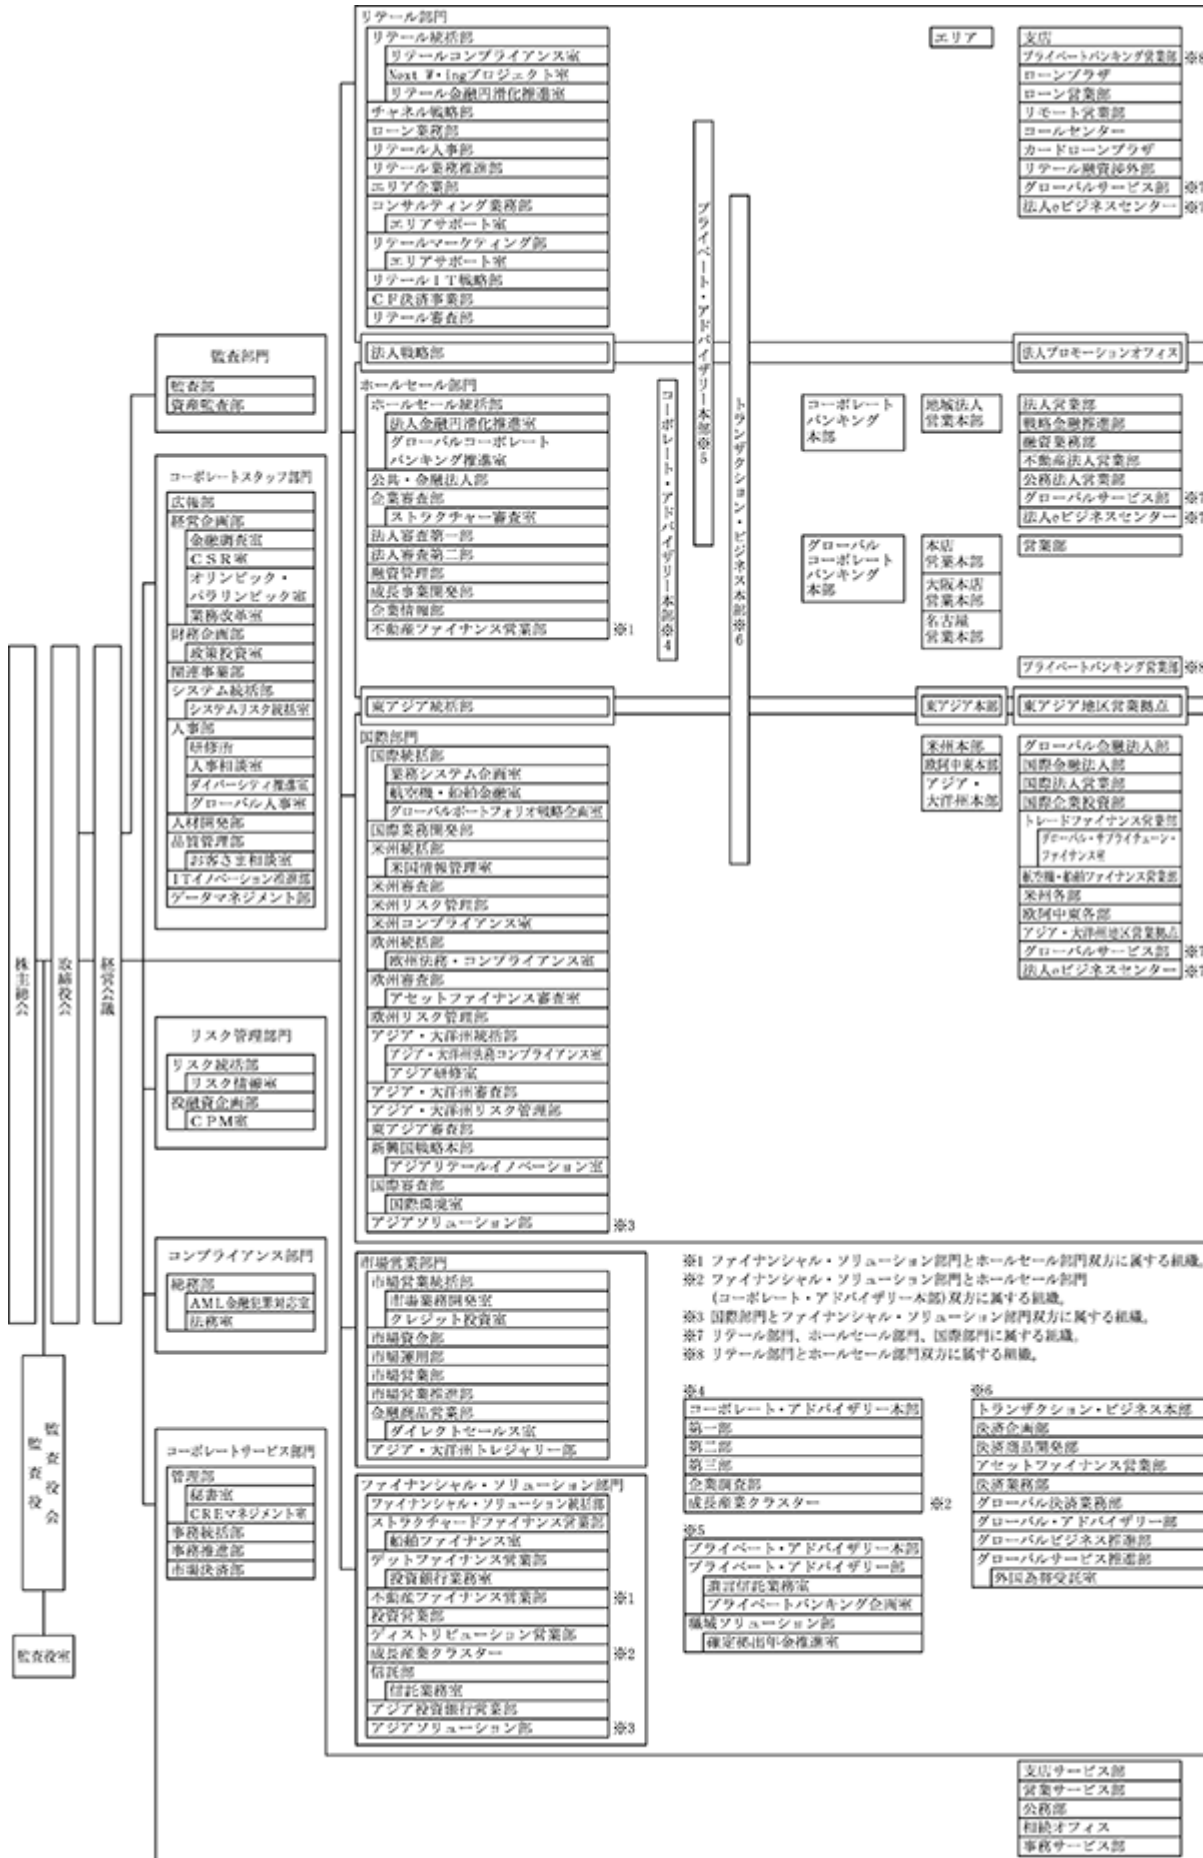 株主総会
取締役会
経営会議
監査役会
監査役
監査役室
監査部門
監査部
資産監査部
コーポレートスタッフ部門
広報部
経営企画部
金融調査室
CSR室
オリンピック・
パラリンピック室
業務改革室
財務企画部
政策投資室
関連事業部
システム統括部
システムリスク統括室
人事部
研修所
人事相談室
ダイバーシティ推進室
グローバル人事室
人材開発部
品質管理部
お客さま相談室
ITイノベーション推進部
データマネジメント部
リスク管理部門
リスク統括部
リスク情報室
投融資企画部
CPM室
コンプライアンス部門
総務部
AML金融犯罪対応室
法務室
コーポレートサービス部門
管理部
秘書室
CREマネジメント室
事務統括部
事務推進部
市場決済部
リテール部門
リテール統括部
リテールコンプライアンス室
Next W・ingプロジェクト室
リテール金融円滑化推進室
チャネル戦略部
ローン業務部
リテール人事部
リテール業務推進部
エリア企業部
コンサルティング業務部
エリアサポート室
リテールマーケティング部
エリアサポート室
リテールIT戦略部
CF決済事業部
リテール審査部
法人戦略部
ホールセール部門
ホールセール統括部
法人金融円滑化推進室
グローバルコーポレート
バンキング推進室
公共・金融法人部
企業審査部
ストラクチャー審査室
法人審査第一部
法人審査第二部
融資管理部
成長事業開発部
企業情報部
不動産ファイナンス営業部 ※1
東アジア統括部
国際部門
国際統括部
業務システム企画室
航空機・船舶金融室
グローバルポートフォリオ戦略企画室
国際業務開発部
米州統括部
米国情報管理室
米州審査部
米州リスク管理部
米州コンプライアンス室
欧州統括部
欧州法務・コンプライアンス室
欧州審査部
アセットファイナンス審査室
欧州リスク管理部
アジア・大洋州統括部
アジア・大洋州法務コンプライアンス室
アジア研修室
アジア・大洋州審査部
アジア・大洋州リスク管理部
東アジア審査部
新興国戦略本部
アジアリテールイノベーション室
国際審査部
国際環境室
アジアソリューション部 ※3
市場営業部門
市場営業統括部
市場業務開発室
クレジット投資室
市場資金部
市場運用部
市場営業部
市場営業推進部
金融商品営業部
ダイレクトセールス室
アジア・大洋州トレジャリー部
ファイナンシャル・ソリューション部門
ファイナンシャル・ソリューション統括部
ストラクチャードファイナンス営業部
船舶ファイナンス室
デットファイナンス営業部
投資銀行業務室
不動産ファイナンス営業部 ※1
投資営業部
ディストリビューション営業部
成長産業クラスター ※2
信託部
信託業務室
アジア投資銀行営業部
アジアソリューション部 ※3
プライベート・アドバイザリー本部※5
コーポレート・アドバイザリー本部※4
トランザクション・ビジネス本部※6
コーポレート
バンキング
本部
グローバル
コーポレート
バンキング
本部
エリア
地域法人
営業本部
本店
営業本部
大阪本店
営業本部
名古屋
営業本部
東アジア本部
米州本部
欧阿中東本部
アジア・
大洋州本部
支店
プライベートバンキング営業部 ※8
ローンプラザ
ローン営業部
リモート営業部
コールセンター
カードローンプラザ
リテール融資渉外部
グローバルサービス部 ※7
法人eビジネスセンター ※7
法人プロモーションオフィス
法人営業部
戦略金融推進部
融資業務部
不動産法人営業部
公務法人営業部
グローバルサービス部 ※7
法人eビジネスセンター ※7
営業部
プライベートバンキング営業部 ※8
東アジア地区営業拠点
グローバル金融法人部
国際金融法人部
国際法人営業部
国際企業投資部
トレードファイナンス営業部
グローバル・サプライチェーン・
ファイナンス室
航空機・船舶ファイナンス営業部
米州各部
欧阿中東各部
アジア・大洋州地区営業拠点
グローバルサービス部 ※7
法人eビジネスセンター ※7
※1 ファイナンシャル・ソリューション部門とホールセール部門双方に属する組織。
※2 ファイナンシャル・ソリューション部門とホールセール部門
(コーポレート・アドバイザリー本部)双方に属する組織。
※3 国際部門とファイナンシャル・ソリューション部門双方に属する組織。
※7 リテール部門、ホールセール部門、国際部門に属する組織。
※8 リテール部門とホールセール部門双方に属する組織。
※4
コーポレート・アドバイザリー本部
第一部
第二部
第三部
企業調査部
成長産業クラスター ※2
※5
プライベート・アドバイザリー本部
プライベート・アドバイザリー部
遺言信託業務室
プライベートバンキング企画室
職域ソリューション部
確定拠出年金推進室
※6
トランザクション・ビジネス本部
決済企画部
決済商品開発部
アセットファイナンス営業部
決済業務部
グローバル決済業務部
グローバル・アドバイザリー部
グローバルビジネス推進部
グローバルサービス推進部
外国為替受託室
支店サービス部
営業サービス部
公務部
相続オフィス
事務サービス部